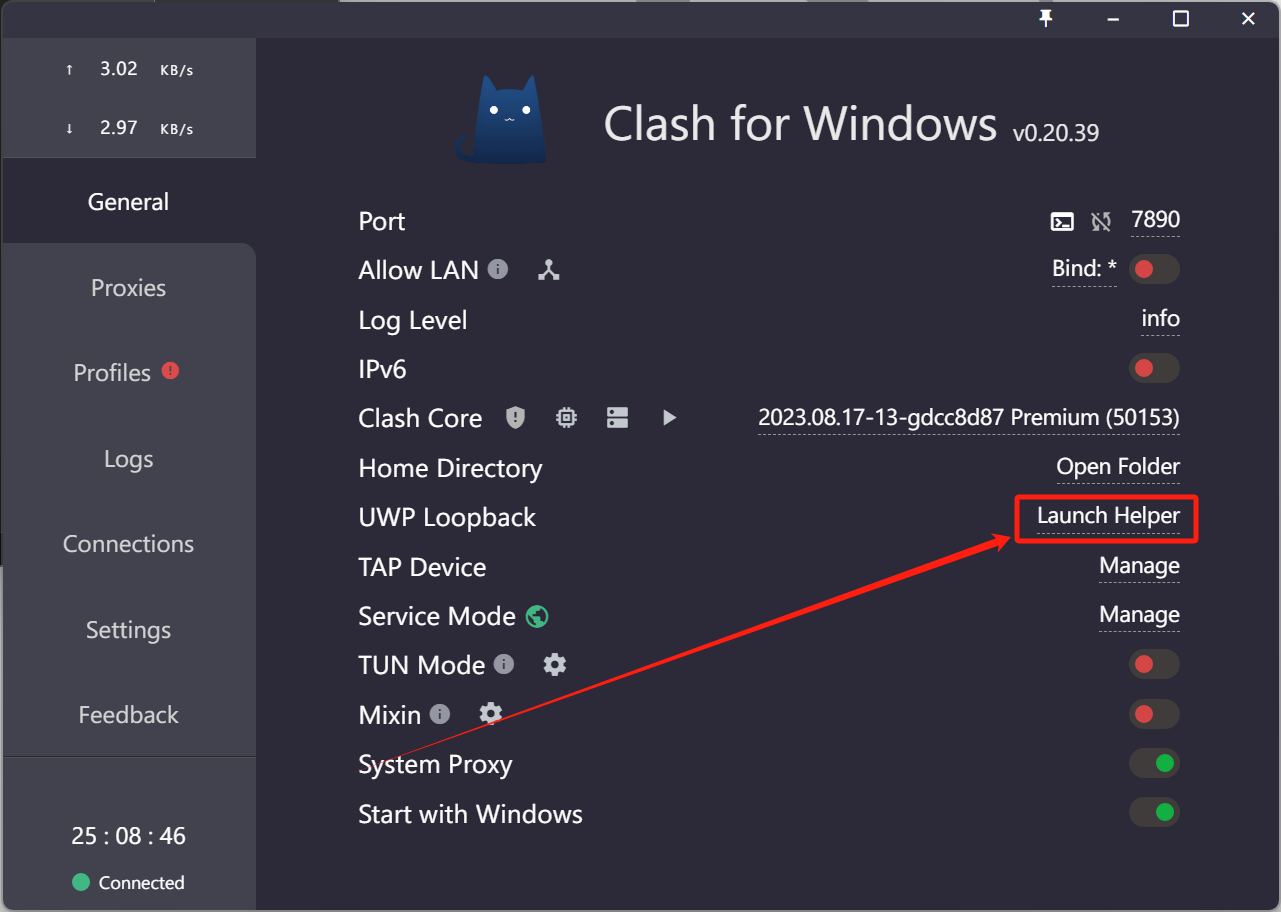 ↑ 3.02 KB/s
↓ 2.97 KB/s
General
Proxies
Profiles
Logs
Connections
Settings
Feedback
25 : 08 : 46
Connected
Clash for Windows v0.20.39
Port 7890
Allow LAN Bind: *
Log Level info
IPv6
Clash Core 2023.08.17-13-gdcc8d87 Premium (50153)
Home Directory Open Folder
UWP Loopback Launch Helper
TAP Device Manage
Service Mode Manage
TUN Mode
Mixin
System Proxy
Start with Windows